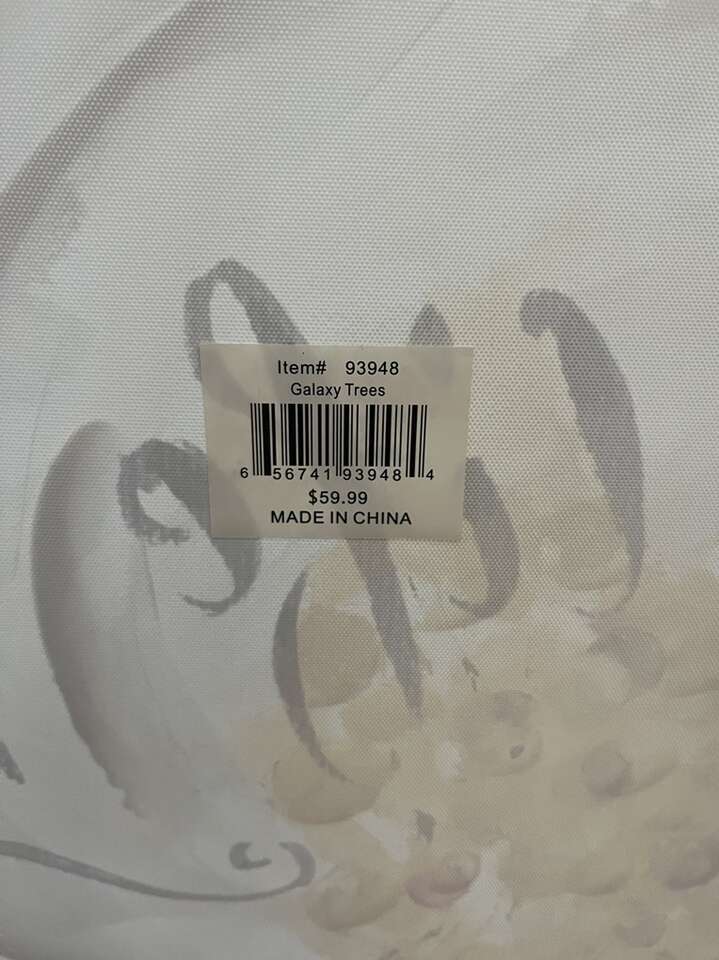 Item# 93948
Galaxy Trees
6 56741 93948 4
$59.99
MADE IN CHINA